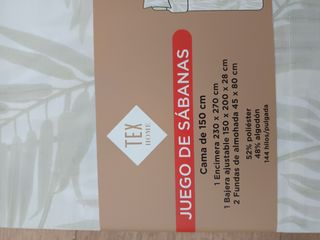 TEX
HOME
JUEGO DE SÁBANAS
Cama de 150 cm
1 Encimera 230 x 270 cm
1 Bajera ajustable 150 x 200 x 28 cm
2 Fundas de almohada 45 x 80 cm
52% poliéster
48% algodón
144 hilos/pulgada